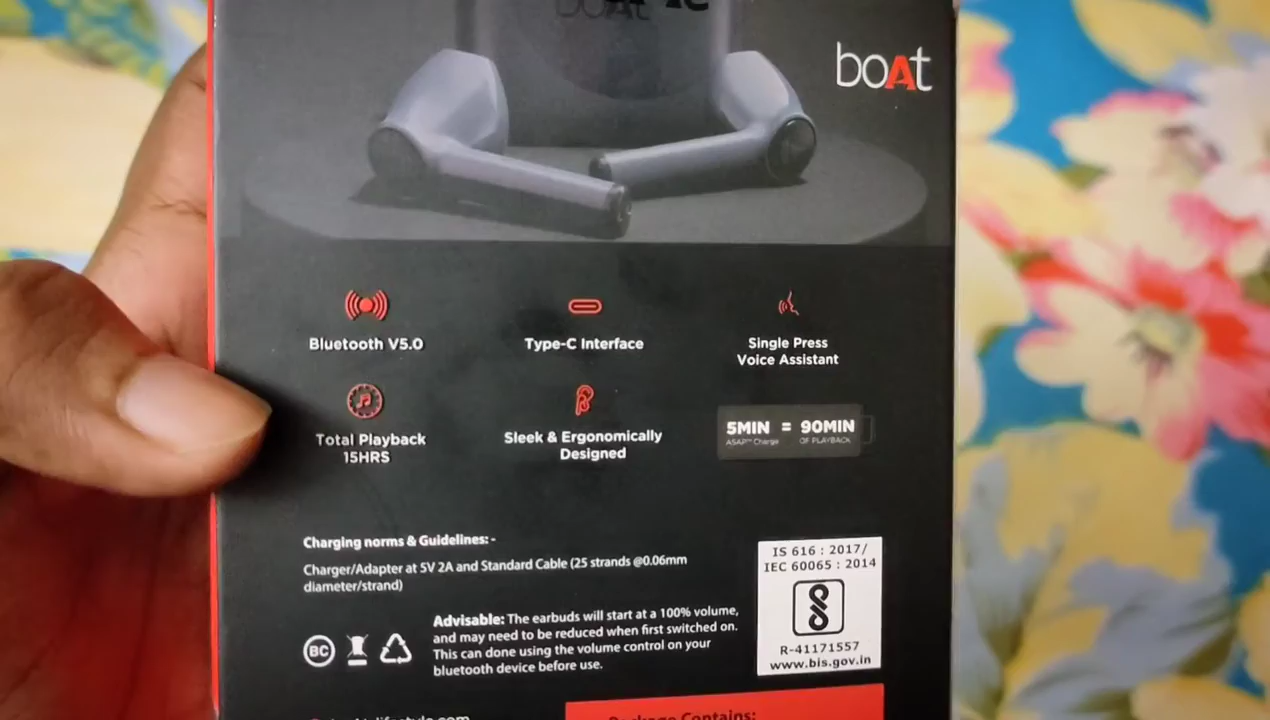 boAt
boAt
Bluetooth V5.0
Type-C Interface
Single Press
Voice Assistant
Total Playback
15HRS
Sleek & Ergonomically
Designed
5MIN = 90MIN
ASAP™ Charge OF PLAYBACK
Charging norms & Guidelines: -
Charger/Adapter at 5V 2A and Standard Cable (25 strands @0.06mm
diameter/strand)
BC
Advisable: The earbuds will start at a 100% volume,
and may need to be reduced when first switched on.
This can done using the volume control on your
bluetooth device before use.
IS 616 : 2017/
IEC 60065 : 2014
R-41171557
www.bis.gov.in
Package Contains: